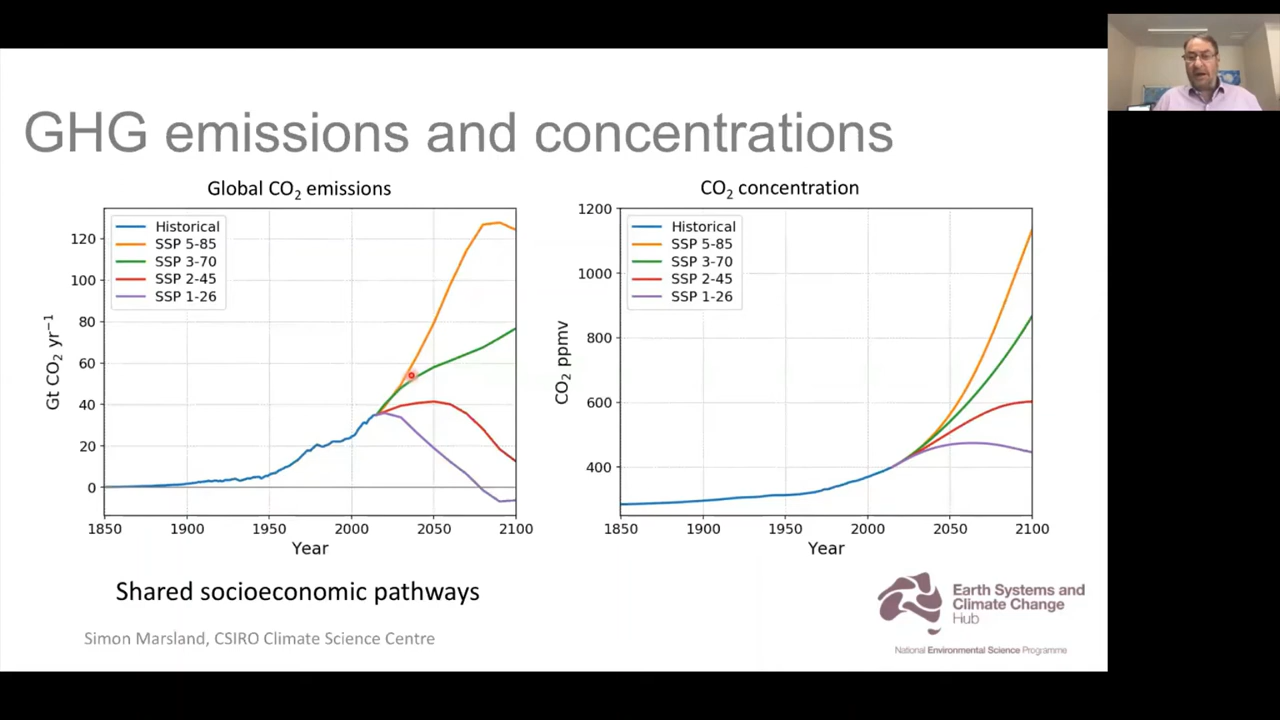 GHG emissions and concentrations
Global CO₂ emissions
Historical
SSP 5-85
SSP 3-70
SSP 2-45
SSP 1-26
120
100
80
60
40
20
0
Gt CO₂ yr⁻¹
1850 1900 1950 2000 2050 2100
Year
CO₂ concentration
Historical
SSP 5-85
SSP 3-70
SSP 2-45
SSP 1-26
1200
1000
800
600
400
CO₂ ppmv
1850 1900 1950 2000 2050 2100
Year
Shared socioeconomic pathways
Simon Marsland, CSIRO Climate Science Centre
Earth Systems and
Climate Change
Hub
National Environmental Science Programme